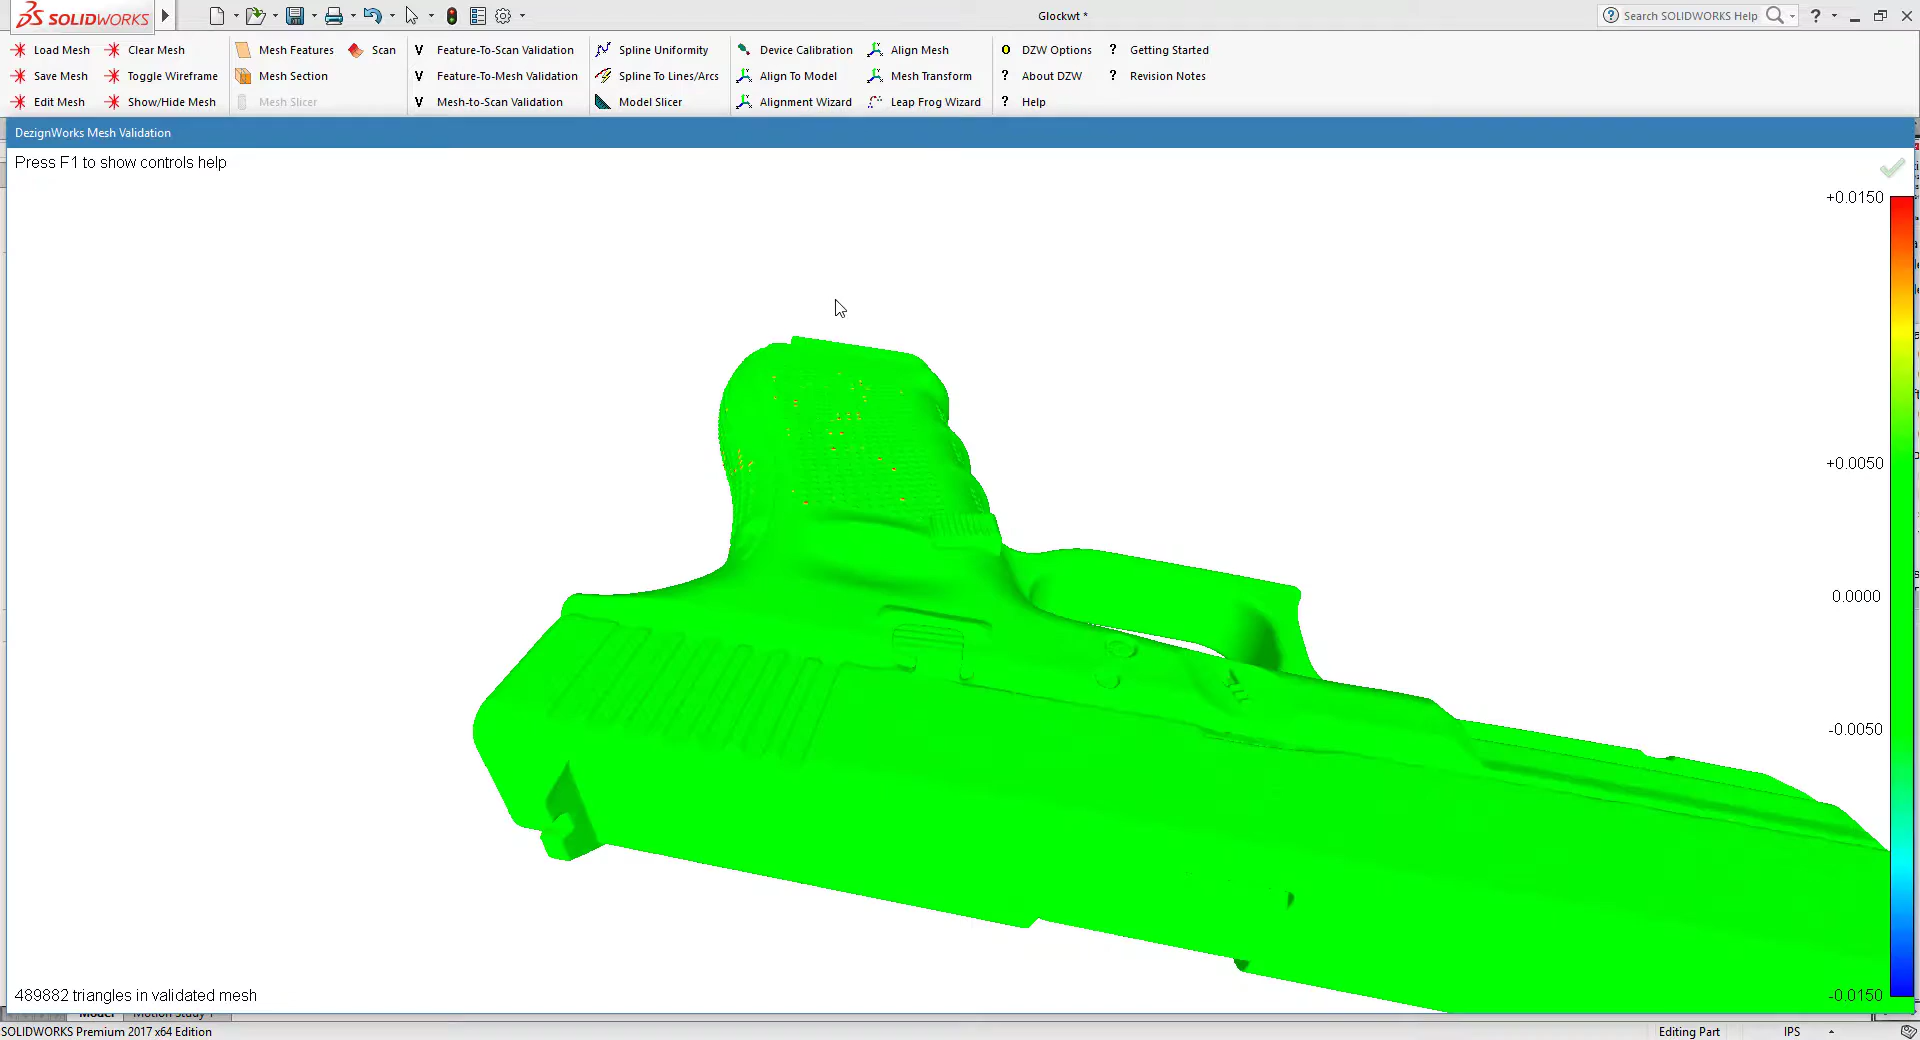 SOLIDWORKS
Glockwt *
Search SOLIDWORKS Help
Load Mesh
Clear Mesh
Mesh Features
Scan
V Feature-To-Scan Validation
Spline Uniformity
Device Calibration
Align Mesh
DZW Options
? Getting Started
Save Mesh
Toggle Wireframe
Mesh Section
V Feature-To-Mesh Validation
Spline To Lines/Arcs
Align To Model
Mesh Transform
? About DZW
? Revision Notes
Edit Mesh
Show/Hide Mesh
Mesh Slicer
V Mesh-to-Scan Validation
Model Slicer
Alignment Wizard
Leap Frog Wizard
? Help
DezignWorks Mesh Validation
Press F1 to show controls help
+0.0150
+0.0050
0.0000
-0.0050
-0.0150
489882 triangles in validated mesh
Model
Motion Study 1
SOLIDWORKS Premium 2017 x64 Edition
Editing Part
IPS